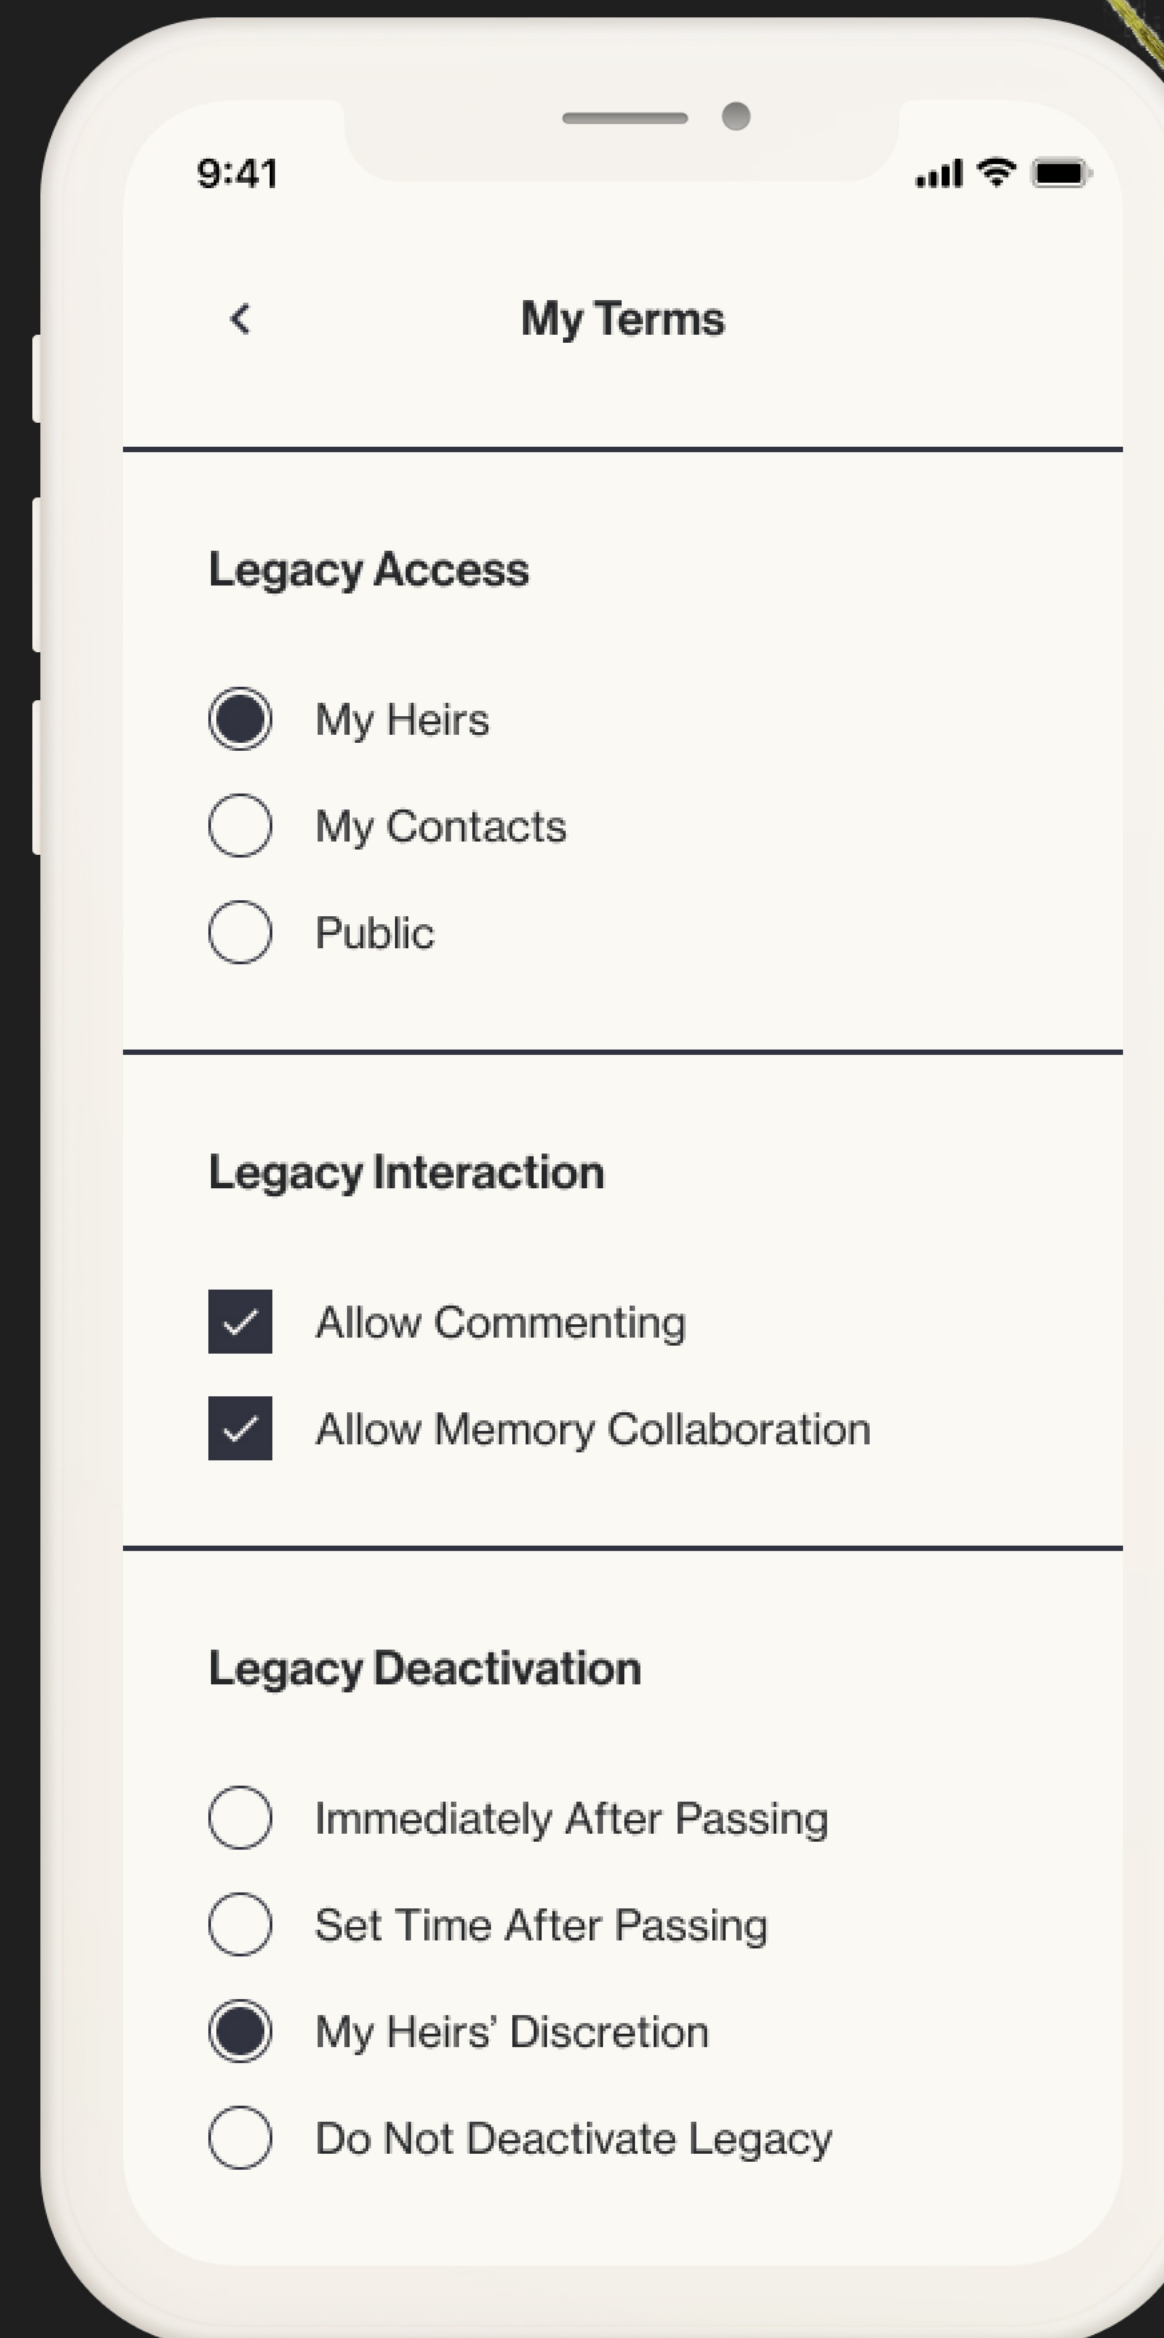 9:41
My Terms
Legacy Access
My Heirs
My Contacts
Public
Legacy Interaction
Allow Commenting
Allow Memory Collaboration
Legacy Deactivation
Immediately After Passing
Set Time After Passing
My Heirs’ Discretion
Do Not Deactivate Legacy